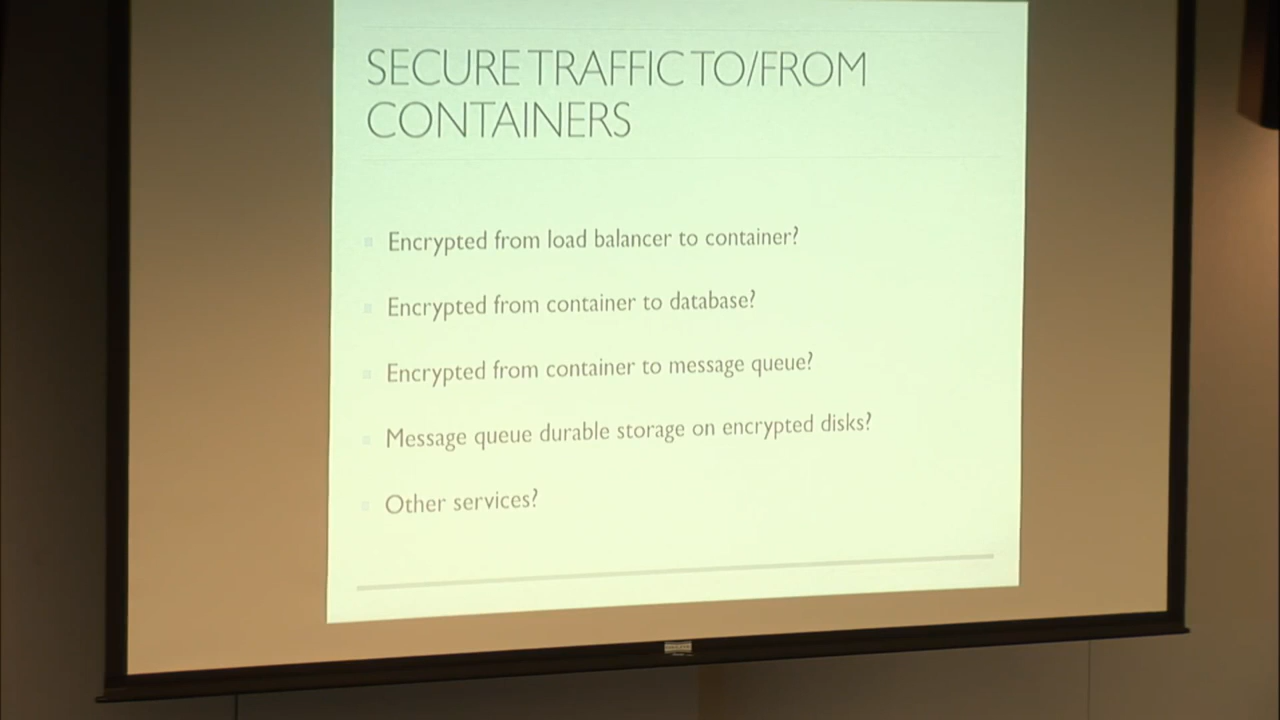 SECURE TRAFFIC TO/FROM
CONTAINERS
Encrypted from load balancer to container?
Encrypted from container to database?
Encrypted from container to message queue?
Message queue durable storage on encrypted disks?
Other services?